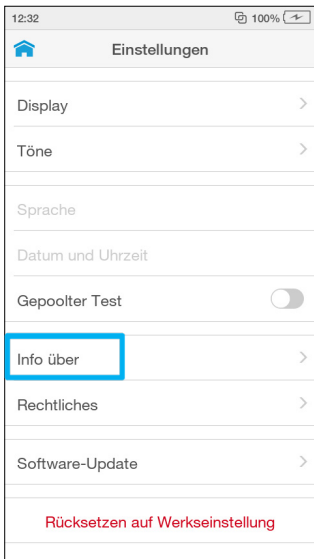 12:32 100%
Einstellungen
Display
Töne
Sprache
Datum und Uhrzeit
Gepoolter Test
Info über
Rechtliches
Software-Update
Rücksetzen auf Werkseinstellung